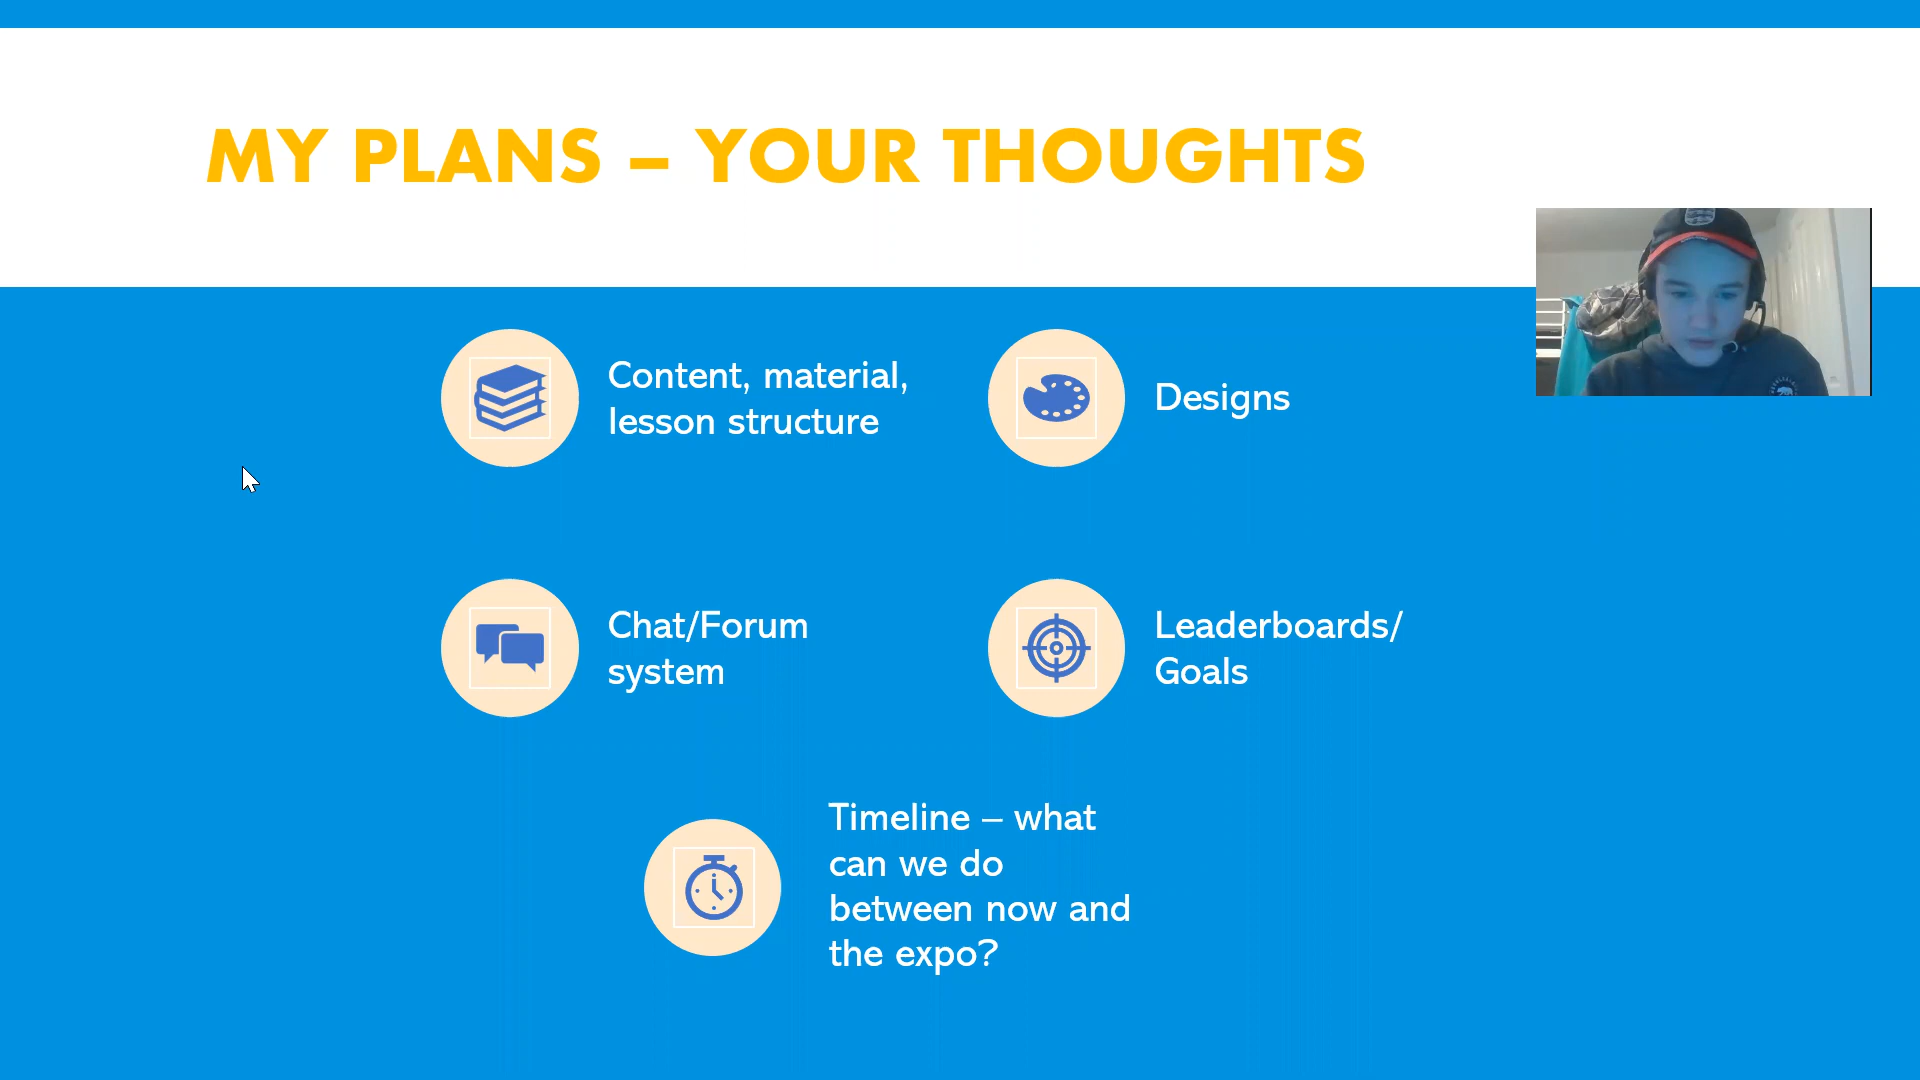 MY PLANS – YOUR THOUGHTS
Content, material,
lesson structure
Designs
Chat/Forum
system
Leaderboards/
Goals
Timeline – what
can we do
between now and
the expo?